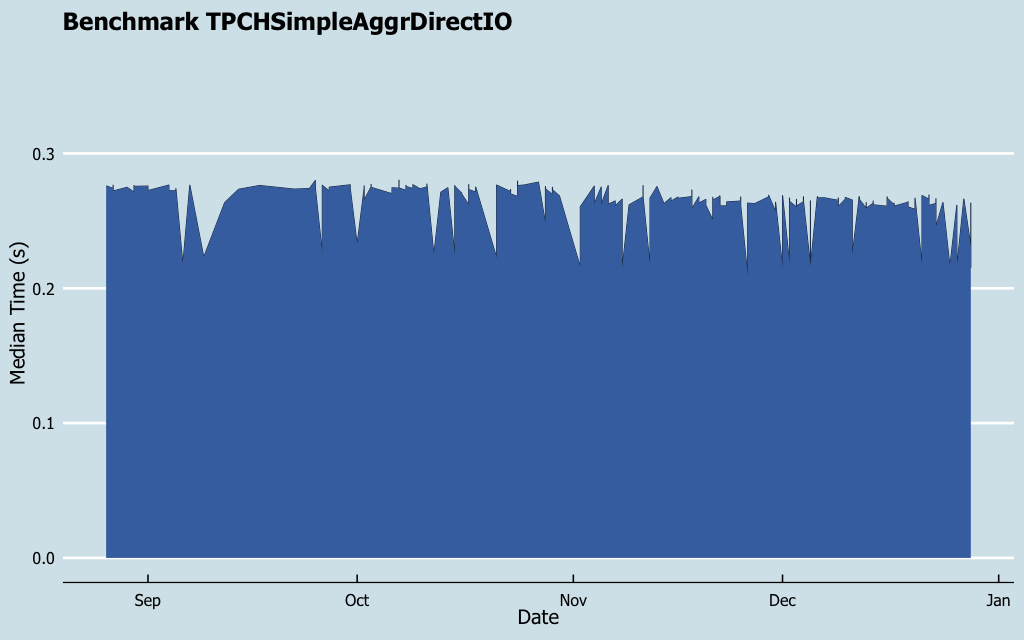 Benchmark TPCHSimpleAggrDirectIO
0.3
0.2
0.1
0.0
Median Time (s)
Sep Oct Nov Dec Jan
Date